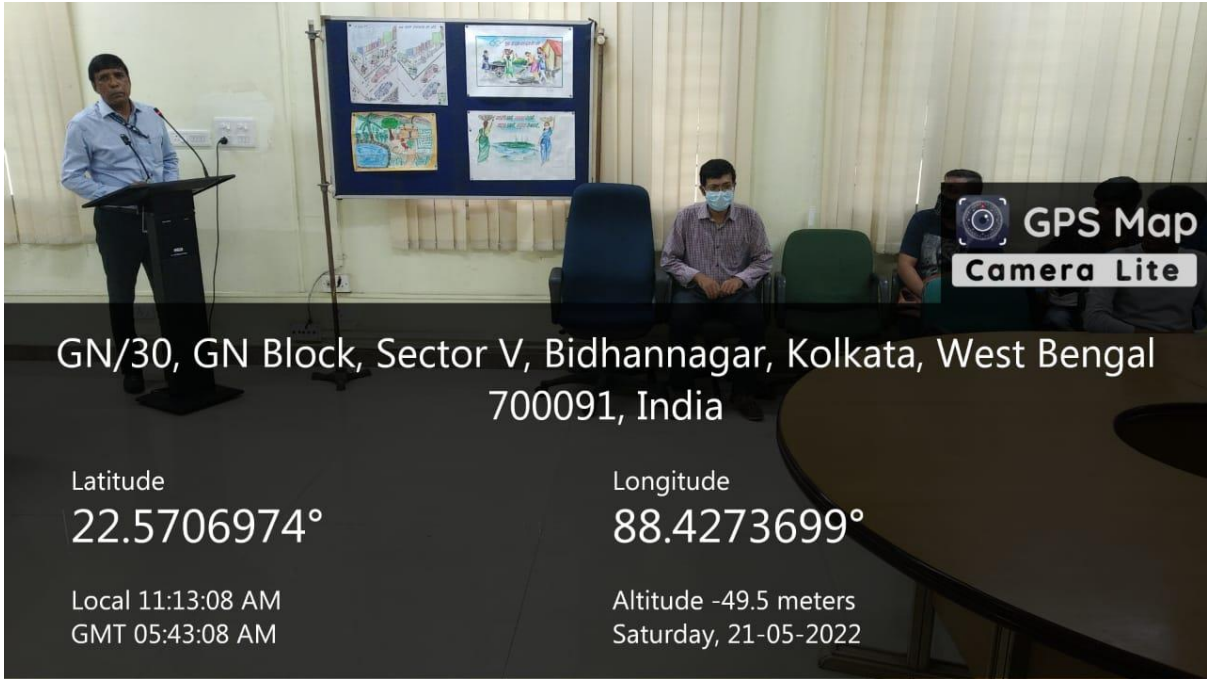 GPS Map
Camera Lite
GN/30, GN Block, Sector V, Bidhannagar, Kolkata, West Bengal
700091, India
Latitude
22.5706974°
Longitude
88.4273699°
Local 11:13:08 AM
GMT 05:43:08 AM
Altitude -49.5 meters
Saturday, 21-05-2022